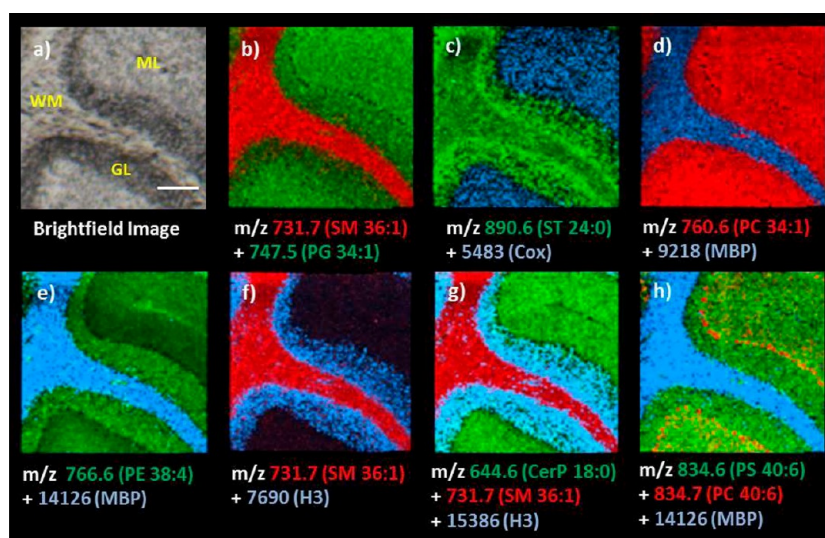 a)
ML
WM
GL
Brightfield Image
b)
m/z 731.7 (SM 36:1)
+ 747.5 (PG 34:1)
c)
m/z 890.6 (ST 24:0)
+ 5483 (Cox)
d)
m/z 760.6 (PC 34:1)
+ 9218 (MBP)
e)
m/z 766.6 (PE 38:4)
+ 14126 (MBP)
f)
m/z 731.7 (SM 36:1)
+ 7690 (H3)
g)
m/z 644.6 (CerP 18:0)
+ 731.7 (SM 36:1)
+ 15386 (H3)
h)
m/z 834.6 (PS 40:6)
+ 834.7 (PC 40:6)
+ 14126 (MBP)